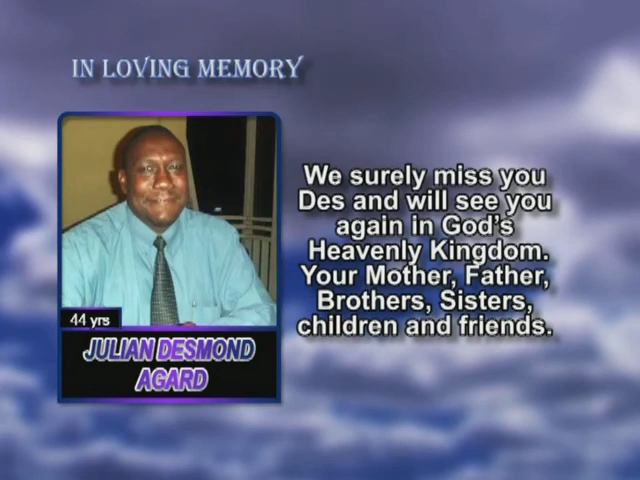 IN LOVING MEMORY
44 yrs
JULIAN DESMOND
AGARD
We surely miss you
Des and will see you
again in God's
Heavenly Kingdom.
Your Mother, Father,
Brothers, Sisters,
children and friends.